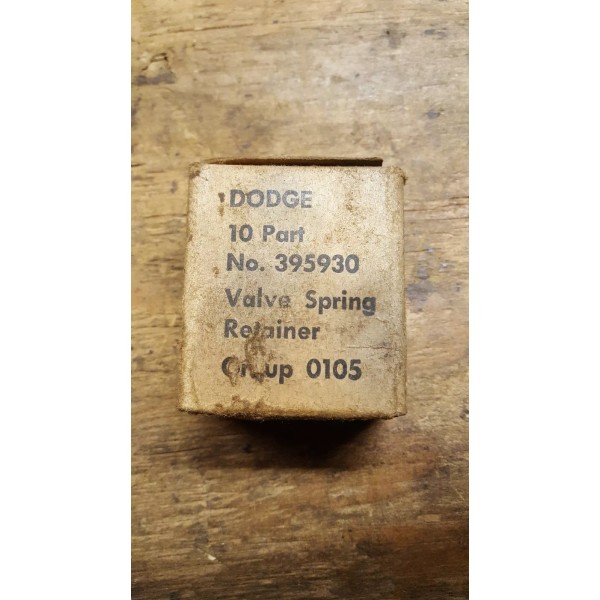 DODGE
10 Part
No. 395930
Valve Spring
Retainer
Group 0105